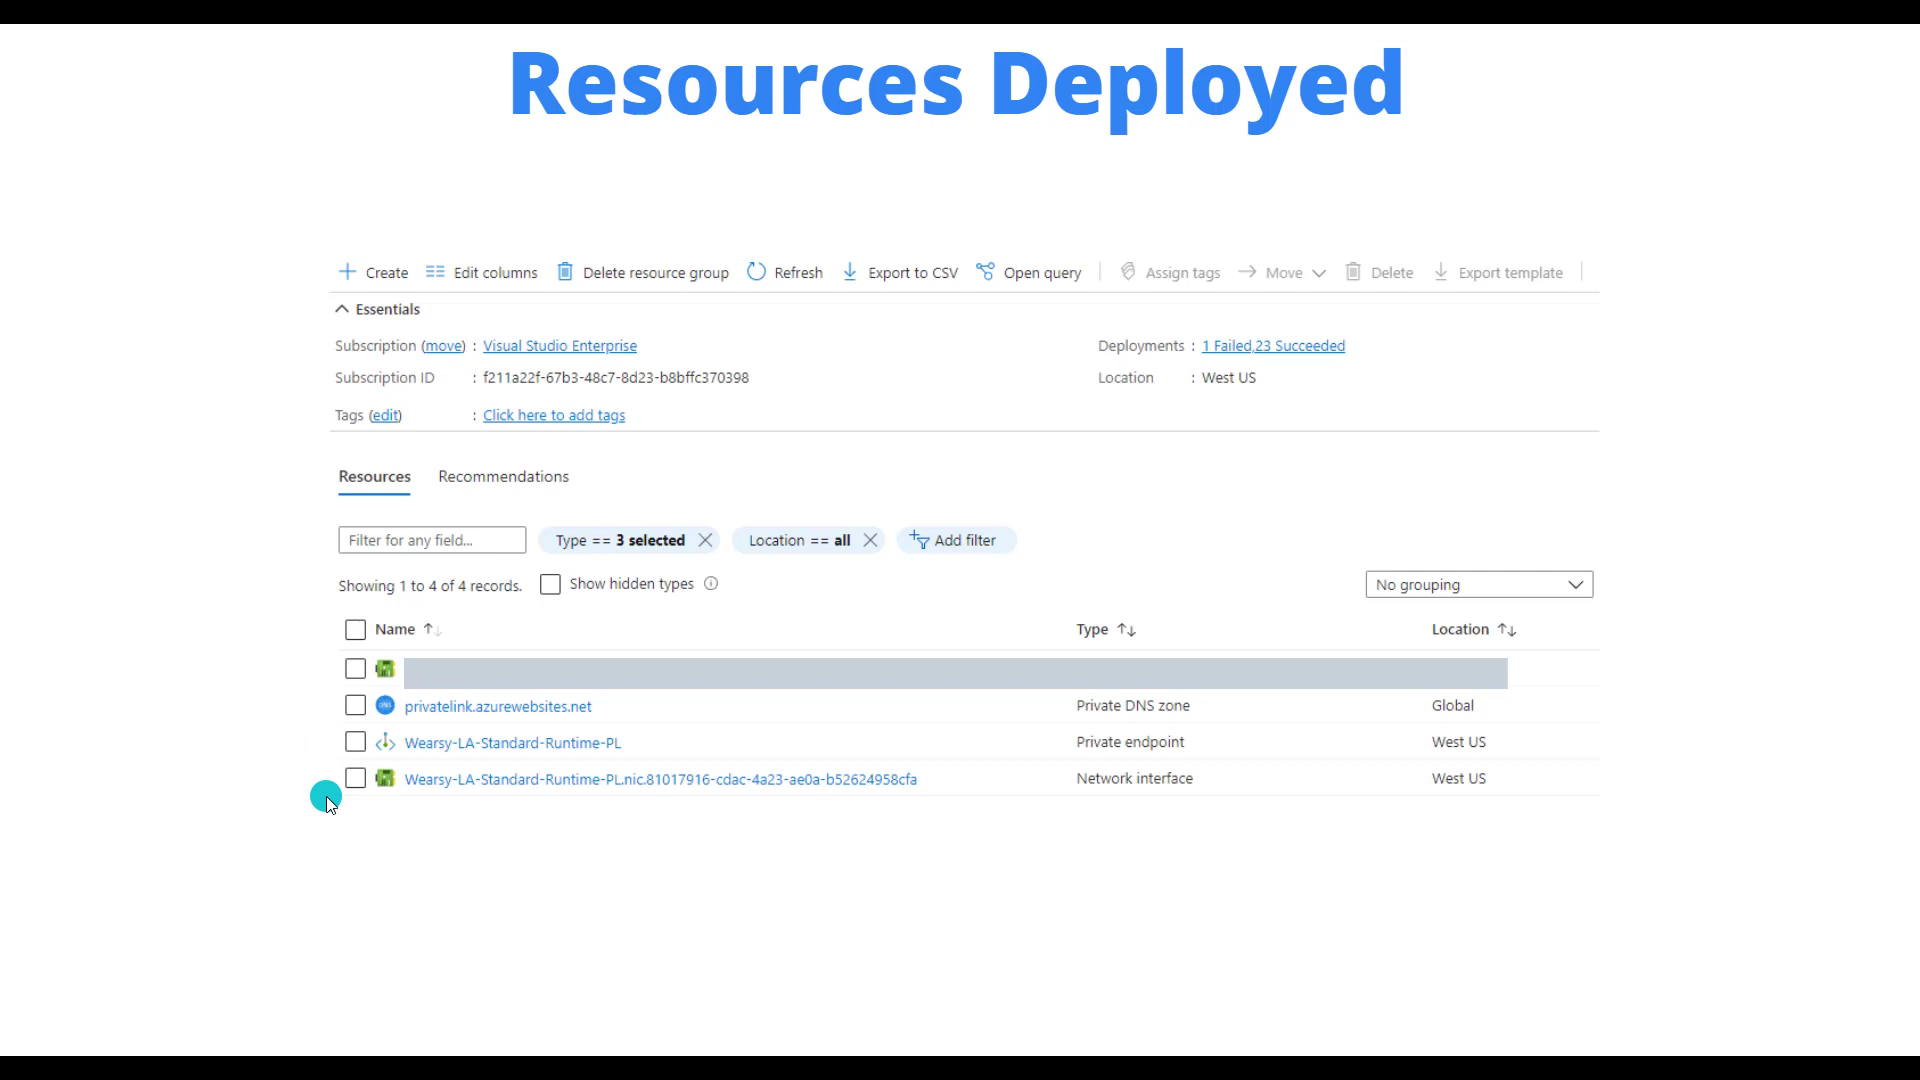 Resources Deployed
Create Edit columns Delete resource group Refresh Export to CSV Open query Assign tags Move Delete Export template
Essentials
Subscription (move) : Visual Studio Enterprise Deployments : 1 Failed,23 Succeeded
Subscription ID : f211a22f-67b3-48c7-8d23-b8bffc370398 Location : West US
Tags (edit) : Click here to add tags
Resources Recommendations
Filter for any field... Type == 3 selected Location == all Add filter
Showing 1 to 4 of 4 records. Show hidden types No grouping
Name Type Location
privatelink.azurewebsites.net Private DNS zone Global
Wearsy-LA-Standard-Runtime-PL Private endpoint West US
Wearsy-LA-Standard-Runtime-PL.nic.81017916-cdac-4a23-ae0a-b52624958cfa Network interface West US